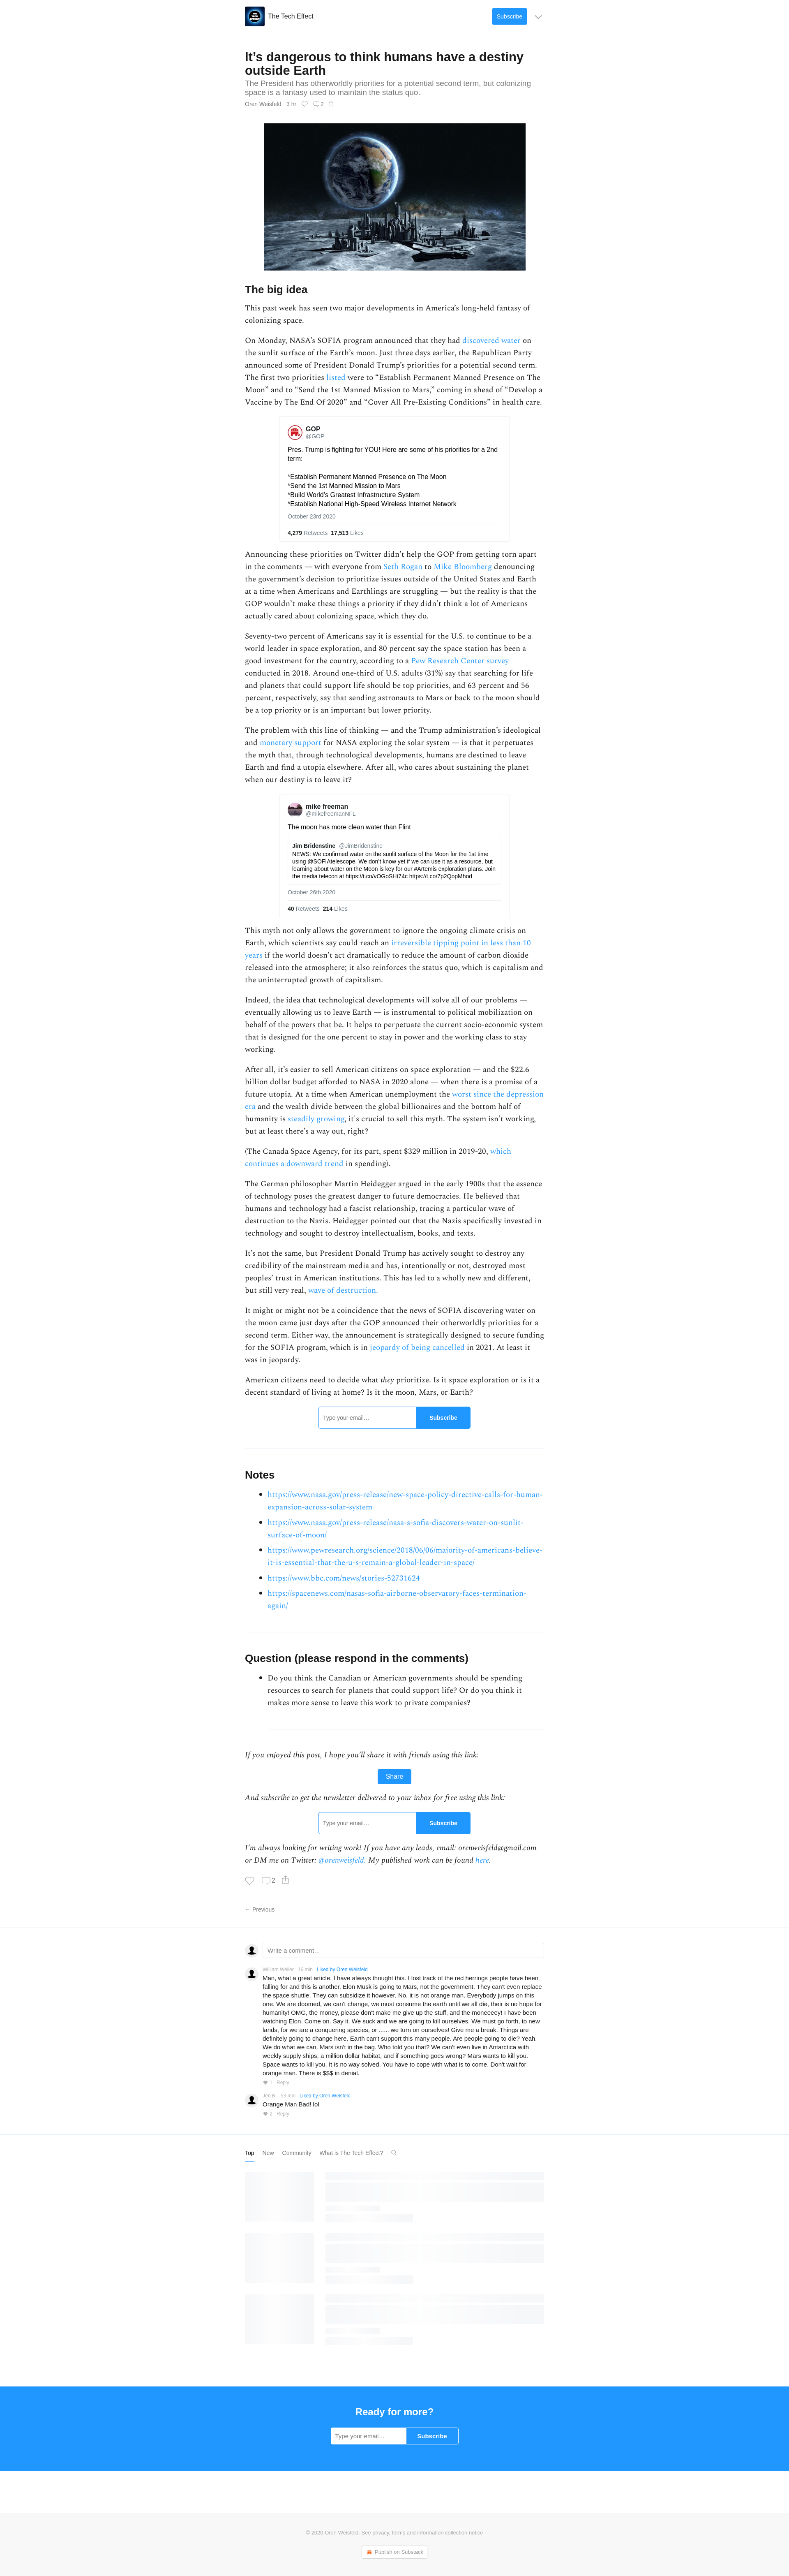 The Tech Effect
Subscribe
It’s dangerous to think humans have a destiny
outside Earth
The President has otherworldly priorities for a potential second term, but colonizing
space is a fantasy used to maintain the status quo.
Oren Weisfeld 3 hr 2
The big idea
This past week has seen two major developments in America’s long-held fantasy of
colonizing space.
On Monday, NASA’s SOFIA program announced that they had discovered water on
the sunlit surface of the Earth’s moon. Just three days earlier, the Republican Party
announced some of President Donald Trump’s priorities for a potential second term.
The first two priorities listed were to “Establish Permanent Manned Presence on The
Moon” and to “Send the 1st Manned Mission to Mars,” coming in ahead of “Develop a
Vaccine by The End Of 2020” and “Cover All Pre-Existing Conditions” in health care.
GOP
@GOP
Pres. Trump is fighting for YOU! Here are some of his priorities for a 2nd
term:
*Establish Permanent Manned Presence on The Moon
*Send the 1st Manned Mission to Mars
*Build World’s Greatest Infrastructure System
*Establish National High-Speed Wireless Internet Network
October 23rd 2020
4,279 Retweets 17,513 Likes
Announcing these priorities on Twitter didn’t help the GOP from getting torn apart
in the comments — with everyone from Seth Rogan to Mike Bloomberg denouncing
the government’s decision to prioritize issues outside of the United States and Earth
at a time when Americans and Earthlings are struggling — but the reality is that the
GOP wouldn’t make these things a priority if they didn’t think a lot of Americans
actually cared about colonizing space, which they do.
Seventy-two percent of Americans say it is essential for the U.S. to continue to be a
world leader in space exploration, and 80 percent say the space station has been a
good investment for the country, according to a Pew Research Center survey
conducted in 2018. Around one-third of U.S. adults (31%) say that searching for life
and planets that could support life should be top priorities, and 63 percent and 56
percent, respectively, say that sending astronauts to Mars or back to the moon should
be a top priority or is an important but lower priority.
The problem with this line of thinking — and the Trump administration’s ideological
and monetary support for NASA exploring the solar system — is that it perpetuates
the myth that, through technological developments, humans are destined to leave
Earth and find a utopia elsewhere. After all, who cares about sustaining the planet
when our destiny is to leave it?
mike freeman
@mikefreemanNFL
The moon has more clean water than Flint
Jim Bridenstine @JimBridenstine
NEWS: We confirmed water on the sunlit surface of the Moon for the 1st time
using @SOFIAtelescope. We don’t know yet if we can use it as a resource, but
learning about water on the Moon is key for our #Artemis exploration plans. Join
the media telecon at https://t.co/vOGoSHt74c https://t.co/7p2QopMhod
October 26th 2020
40 Retweets 214 Likes
This myth not only allows the government to ignore the ongoing climate crisis on
Earth, which scientists say could reach an irreversible tipping point in less than 10
years if the world doesn’t act dramatically to reduce the amount of carbon dioxide
released into the atmosphere; it also reinforces the status quo, which is capitalism and
the uninterrupted growth of capitalism.
Indeed, the idea that technological developments will solve all of our problems —
eventually allowing us to leave Earth — is instrumental to political mobilization on
behalf of the powers that be. It helps to perpetuate the current socio-economic system
that is designed for the one percent to stay in power and the working class to stay
working.
After all, it’s easier to sell American citizens on space exploration — and the $22.6
billion dollar budget afforded to NASA in 2020 alone — when there is a promise of a
future utopia. At a time when American unemployment the worst since the depression
era and the wealth divide between the global billionaires and the bottom half of
humanity is steadily growing, it’s crucial to sell this myth. The system isn’t working,
but at least there’s a way out, right?
(The Canada Space Agency, for its part, spent $329 million in 2019-20, which
continues a downward trend in spending).
The German philosopher Martin Heidegger argued in the early 1900s that the essence
of technology poses the greatest danger to future democracies. He believed that
humans and technology had a fascist relationship, tracing a particular wave of
destruction to the Nazis. Heidegger pointed out that the Nazis specifically invested in
technology and sought to destroy intellectualism, books, and texts.
It’s not the same, but President Donald Trump has actively sought to destroy any
credibility of the mainstream media and has, intentionally or not, destroyed most
peoples’ trust in American institutions. This has led to a wholly new and different,
but still very real, wave of destruction.
It might or might not be a coincidence that the news of SOFIA discovering water on
the moon came just days after the GOP announced their otherworldly priorities for a
second term. Either way, the announcement is strategically designed to secure funding
for the SOFIA program, which is in jeopardy of being cancelled in 2021. At least it
was in jeopardy.
American citizens need to decide what they prioritize. Is it space exploration or is it a
decent standard of living at home? Is it the moon, Mars, or Earth?
Type your email… Subscribe
Notes
https://www.nasa.gov/press-release/new-space-policy-directive-calls-for-human-
expansion-across-solar-system
https://www.nasa.gov/press-release/nasa-s-sofia-discovers-water-on-sunlit-
surface-of-moon/
https://www.pewresearch.org/science/2018/06/06/majority-of-americans-believe-
it-is-essential-that-the-u-s-remain-a-global-leader-in-space/
https://www.bbc.com/news/stories-52731624
https://spacenews.com/nasas-sofia-airborne-observatory-faces-termination-
again/
Question (please respond in the comments)
Do you think the Canadian or American governments should be spending
resources to search for planets that could support life? Or do you think it
makes more sense to leave this work to private companies?
If you enjoyed this post, I hope you’ll share it with friends using this link:
Share
And subscribe to get the newsletter delivered to your inbox for free using this link:
Type your email… Subscribe
I’m always looking for writing work! If you have any leads, email: orenweisfeld@gmail.com
or DM me on Twitter: @orenweisfeld. My published work can be found here.
2
← Previous
Write a comment…
William Weiler 16 min Liked by Oren Weisfeld
Man, what a great article. I have always thought this. I lost track of the red herrings people have been
falling for and this is another. Elon Musk is going to Mars, not the government. They can't even replace
the space shuttle. They can subsidize it however. No, it is not orange man. Everybody jumps on this
one. We are doomed, we can't change, we must consume the earth until we all die, their is no hope for
humanity! OMG, the money, please don't make me give up the stuff, and the moneeeey! I have been
watching Elon. Come on. Say it. We suck and we are going to kill ourselves. We must go forth, to new
lands, for we are a conquering species, or ...... we turn on ourselves! Give me a break. Things are
definitely going to change here. Earth can't support this many people. Are people going to die? Yeah.
We do what we can. Mars isn't in the bag. Who told you that? We can't even live in Antarctica with
weekly supply ships, a million dollar habitat, and if something goes wrong? Mars wants to kill you.
Space wants to kill you. It is no way solved. You have to cope with what is to come. Don't wait for
orange man. There is $$$ in denial.
1 Reply
Jek B. 53 min Liked by Oren Weisfeld
Orange Man Bad! lol
2 Reply
Top New Community What is The Tech Effect?
Ready for more?
Type your email… Subscribe
© 2020 Oren Weisfeld. See privacy, terms and information collection notice
Publish on Substack